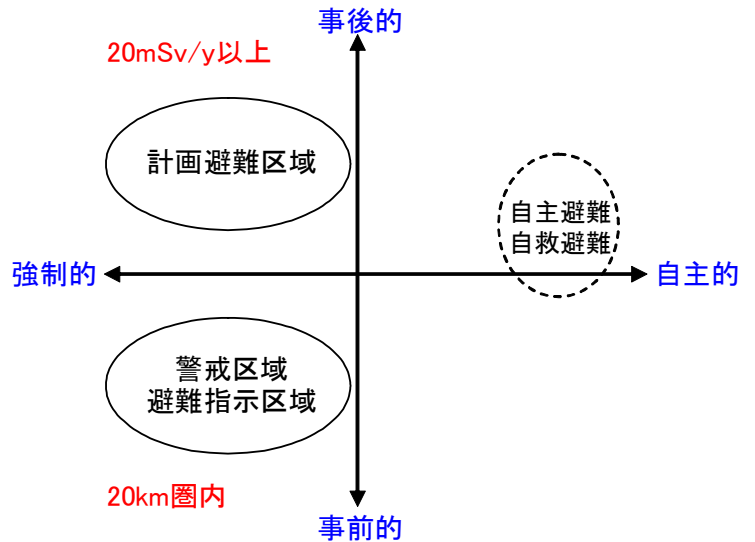 事後的
20mSv/y以上
計画避難区域
自主避難
自救避難
強制的
自主的
警戒区域
避難指示区域
20km圏内
事前的